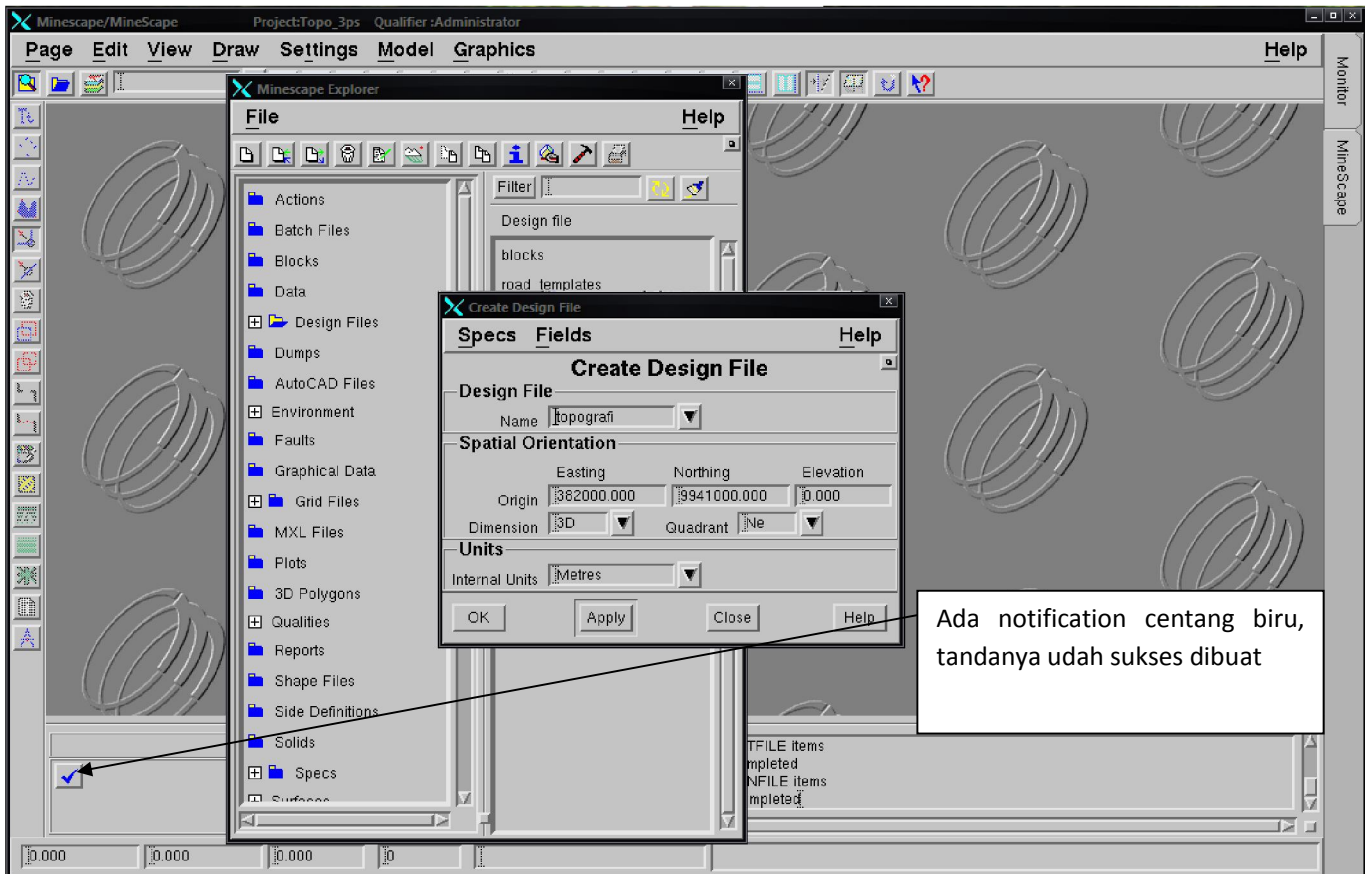 Minescape/MineScape Project:Topo_3ps Qualifier :Administrator
Page Edit View Draw Settings Model Graphics Help
Monitor
MineScape
Minescape Explorer
File Help
Actions
Batch Files
Blocks
Data
Design Files
Dumps
AutoCAD Files
Environment
Faults
Graphical Data
Grid Files
MXL Files
Plots
3D Polygons
Qualities
Reports
Shape Files
Side Definitions
Solids
Specs
Surfaces
Filter
Design file
blocks
road_templates
Create Design File
Specs Fields Help
Create Design File
Design File
Name topografi
Spatial Orientation
Easting Northing Elevation
Origin 382000.000 9941000.000 0.000
Dimension 3D Quadrant Ne
Units
Internal Units Metres
OK Apply Close Help
Ada notification centang biru,
tandanya udah sukses dibuat
TFILE items
mpleted
NFILE items
mpleted
0.000 0.000 0.000 0